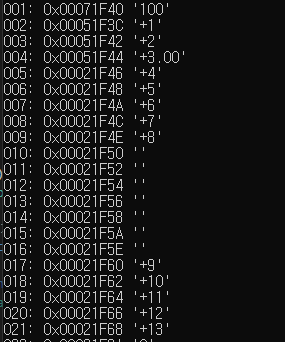 001: 0x00071F40 '100'
002: 0x00051F3C '+1'
003: 0x00051F42 '+2'
004: 0x00051F44 '+3.00'
005: 0x00021F46 '+4'
006: 0x00021F48 '+5'
007: 0x00021F4A '+6'
008: 0x00021F4C '+7'
009: 0x00021F4E '+8'
010: 0x00021F50 ''
011: 0x00021F52 ''
012: 0x00021F54 ''
013: 0x00021F56 ''
014: 0x00021F58 ''
015: 0x00021F5A ''
016: 0x00021F5E ''
017: 0x00021F60 '+9'
018: 0x00021F62 '+10'
019: 0x00021F64 '+11'
020: 0x00021F66 '+12'
021: 0x00021F68 '+13'